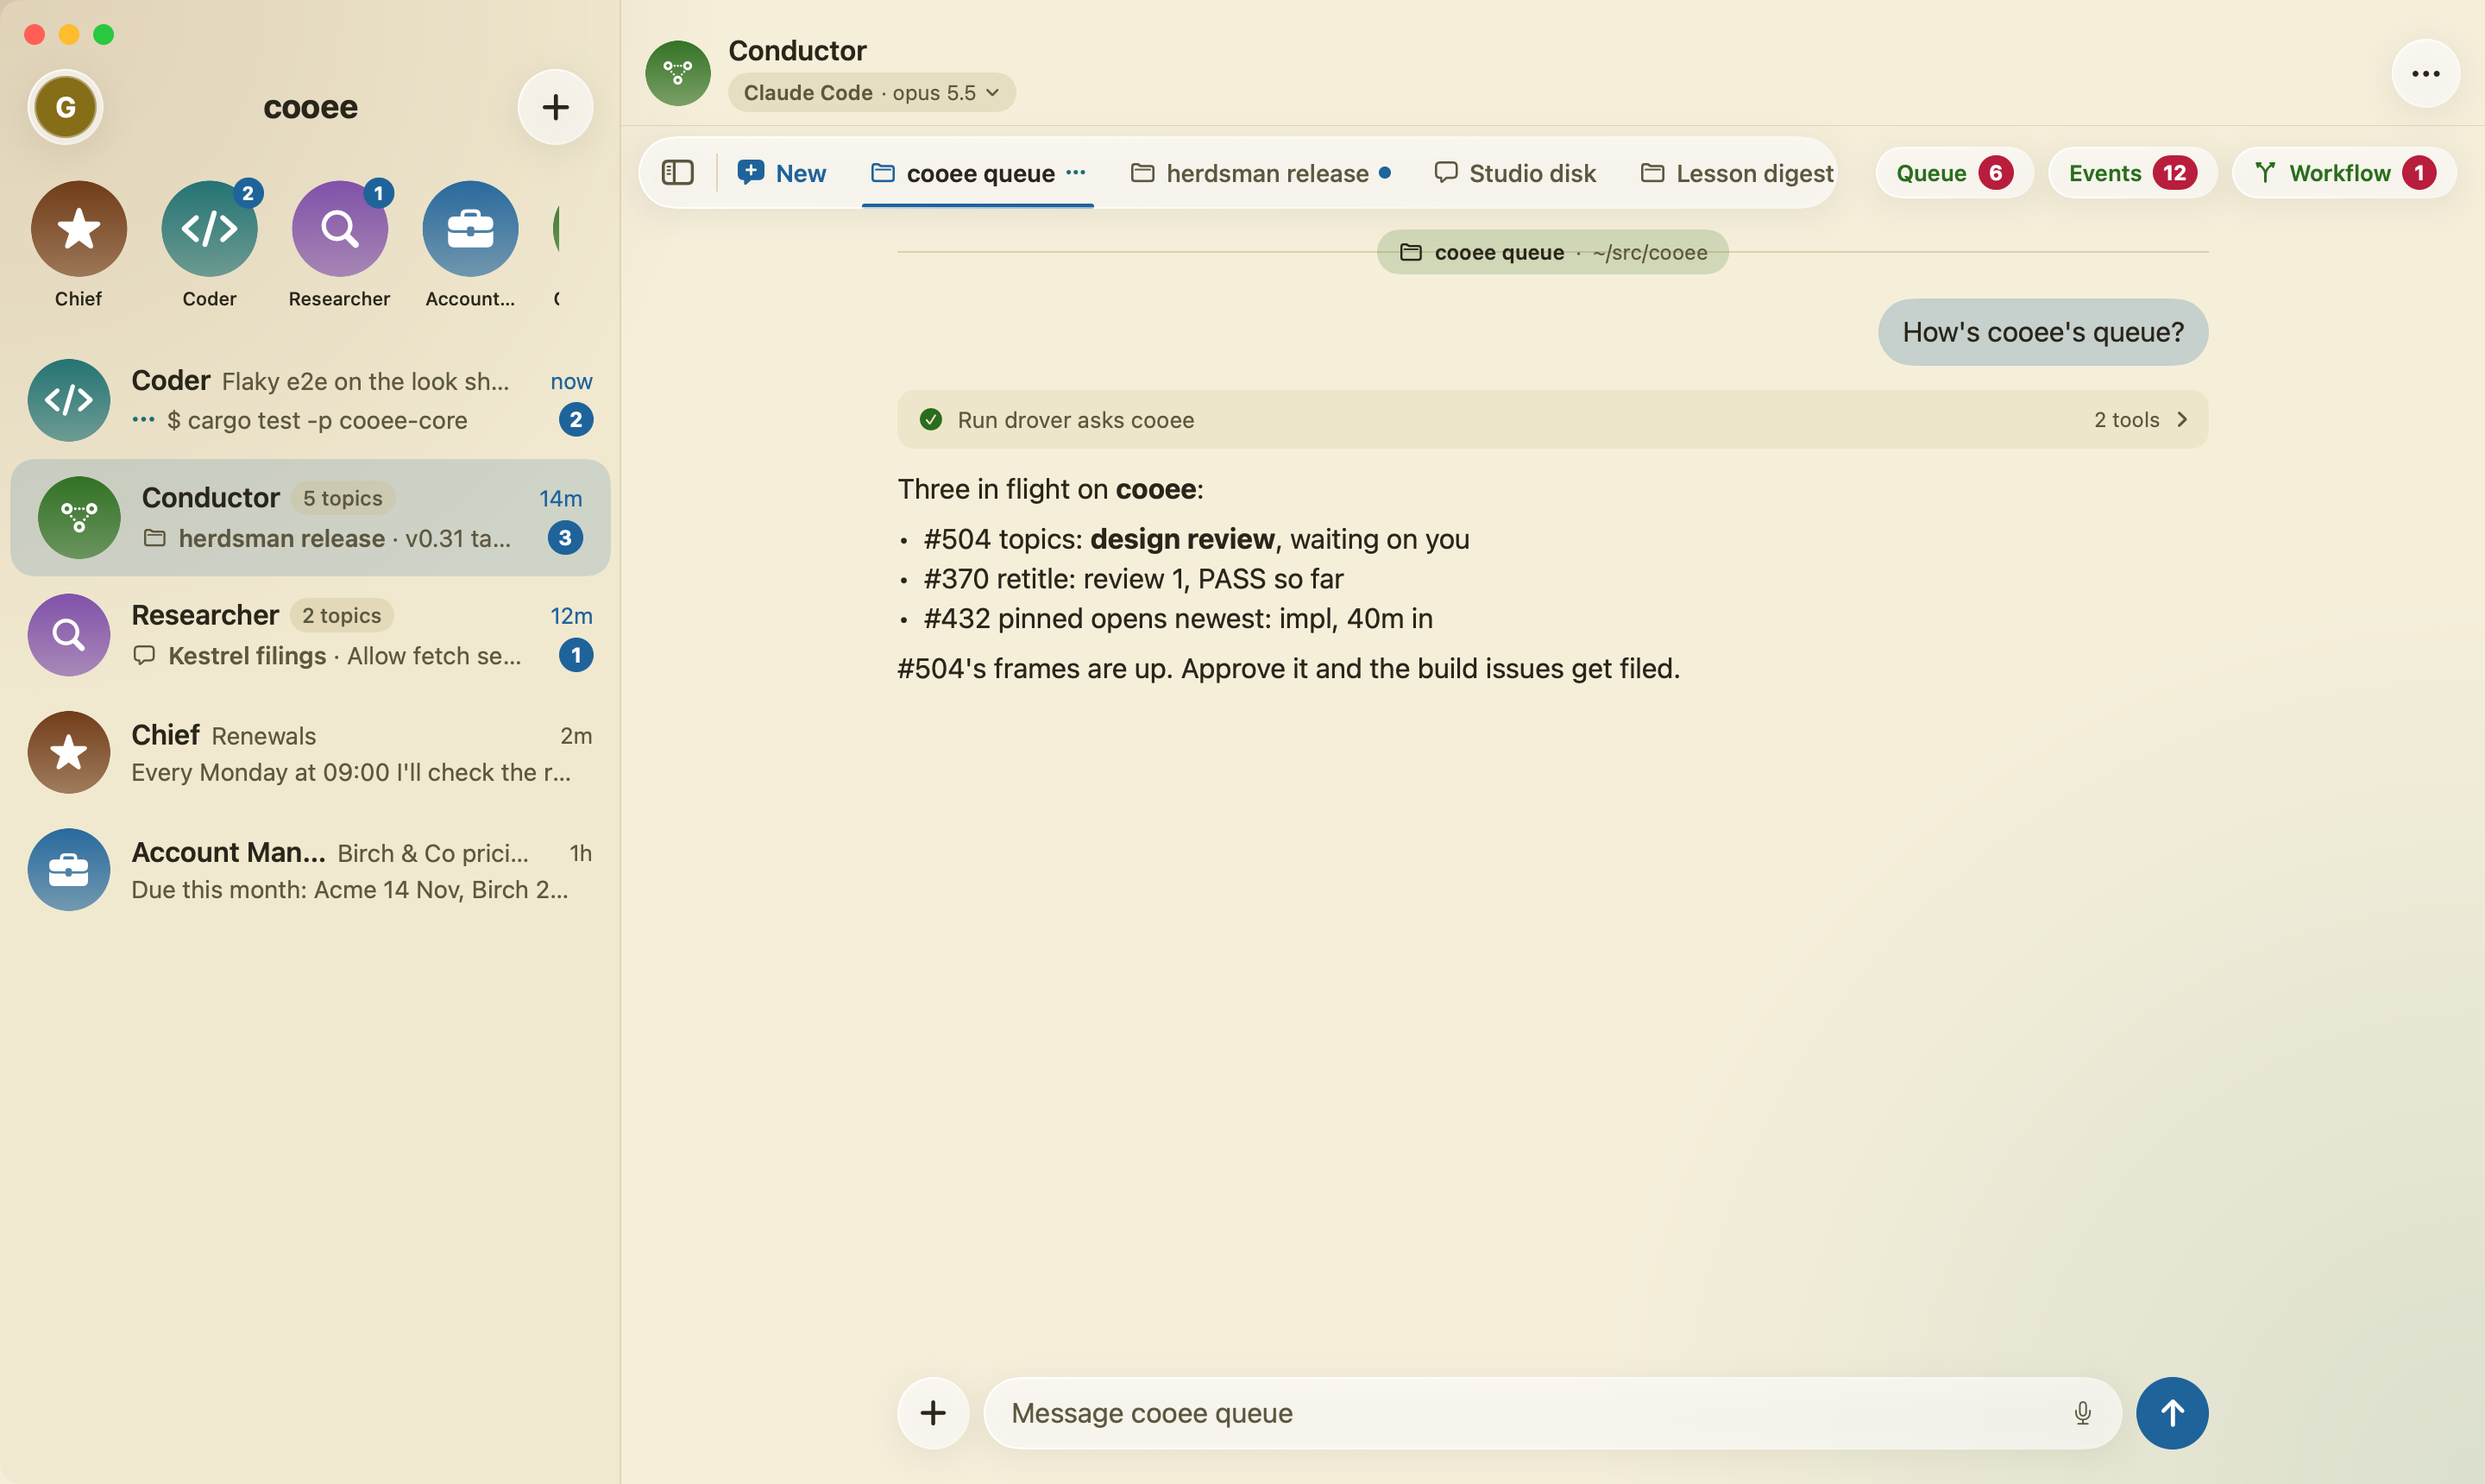 G
cooee
2
1
Chief
Coder
Researcher
Account...
Coder Flaky e2e on the look sh... now
$ cargo test -p cooee-core 2
Conductor 5 topics 14m
herdsman release · v0.31 ta... 3
Researcher 2 topics 12m
Kestrel filings · Allow fetch se... 1
Chief Renewals 2m
Every Monday at 09:00 I'll check the r...
Account Man... Birch & Co prici... 1h
Due this month: Acme 14 Nov, Birch 2...
Conductor
Claude Code · opus 5.5
New
cooee queue
herdsman release
Studio disk
Lesson digest
Queue 6
Events 12
Workflow 1
cooee queue · ~/src/cooee
How's cooee's queue?
Run drover asks cooee 2 tools
Three in flight on cooee:
• #504 topics: design review, waiting on you
• #370 retitle: review 1, PASS so far
• #432 pinned opens newest: impl, 40m in
#504's frames are up. Approve it and the build issues get filed.
Message cooee queue